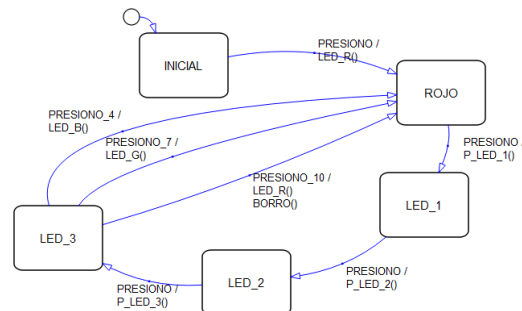 PRESIONO /
LED_R()
INICIAL
ROJO
PRESIONO_4 /
LED_B()
PRESIONO_7 /
LED_G()
PRESIONO /
P_LED_1()
PRESIONO_10 /
LED_R()
BORRO()
LED_1
LED_3
LED_2
PRESIONO /
P_LED_2()
PRESIONO /
P_LED_3()